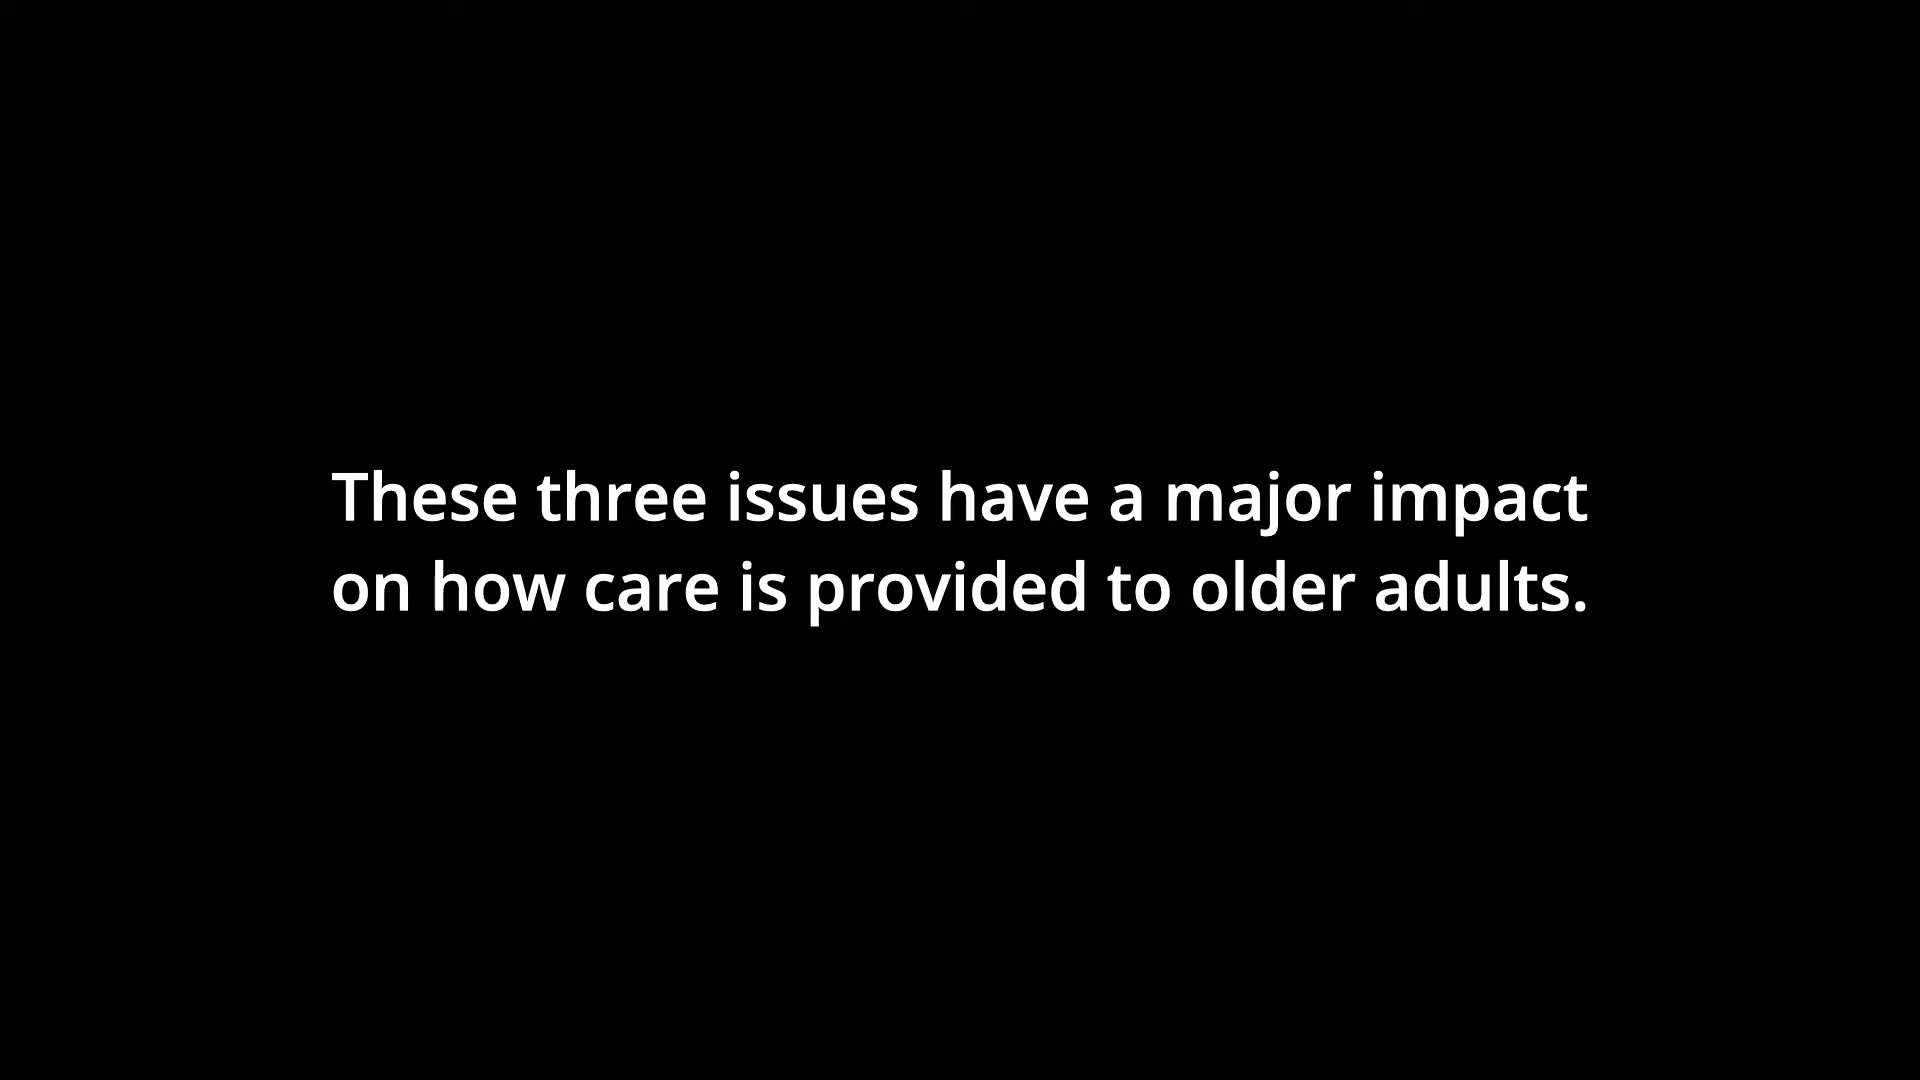 These three issues have a major impact
on how care is provided to older adults.